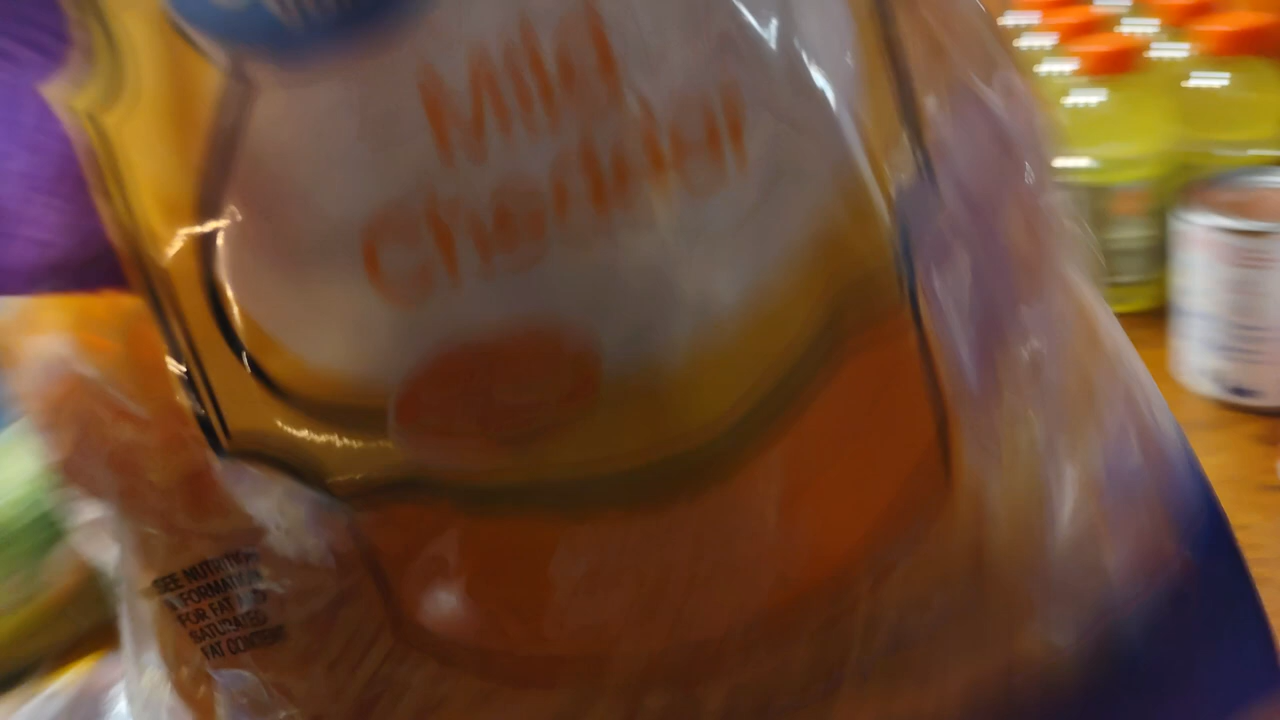 Mild
Cheddar
SEE NUTRITION
INFORMATION
FOR FAT AND
SATURATED
FAT CONTENT